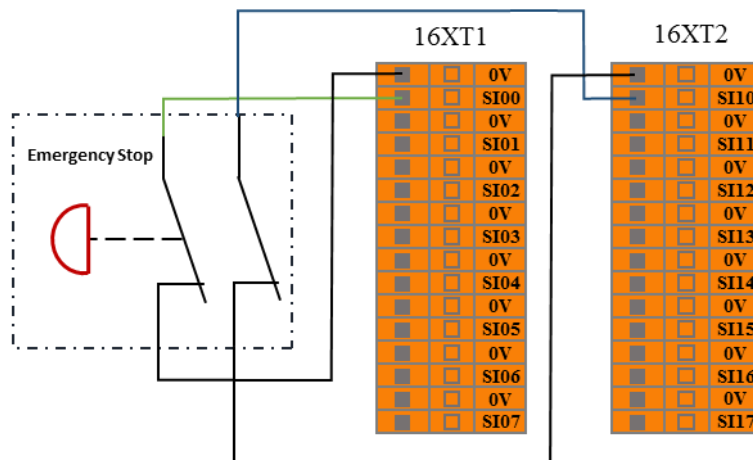 16XT1
16XT2
Emergency Stop
0V
SI00
0V
SI01
0V
SI02
0V
SI03
0V
SI04
0V
SI05
0V
SI06
0V
SI07
0V
SI10
0V
SI11
0V
SI12
0V
SI13
0V
SI14
0V
SI15
0V
SI16
0V
SI17